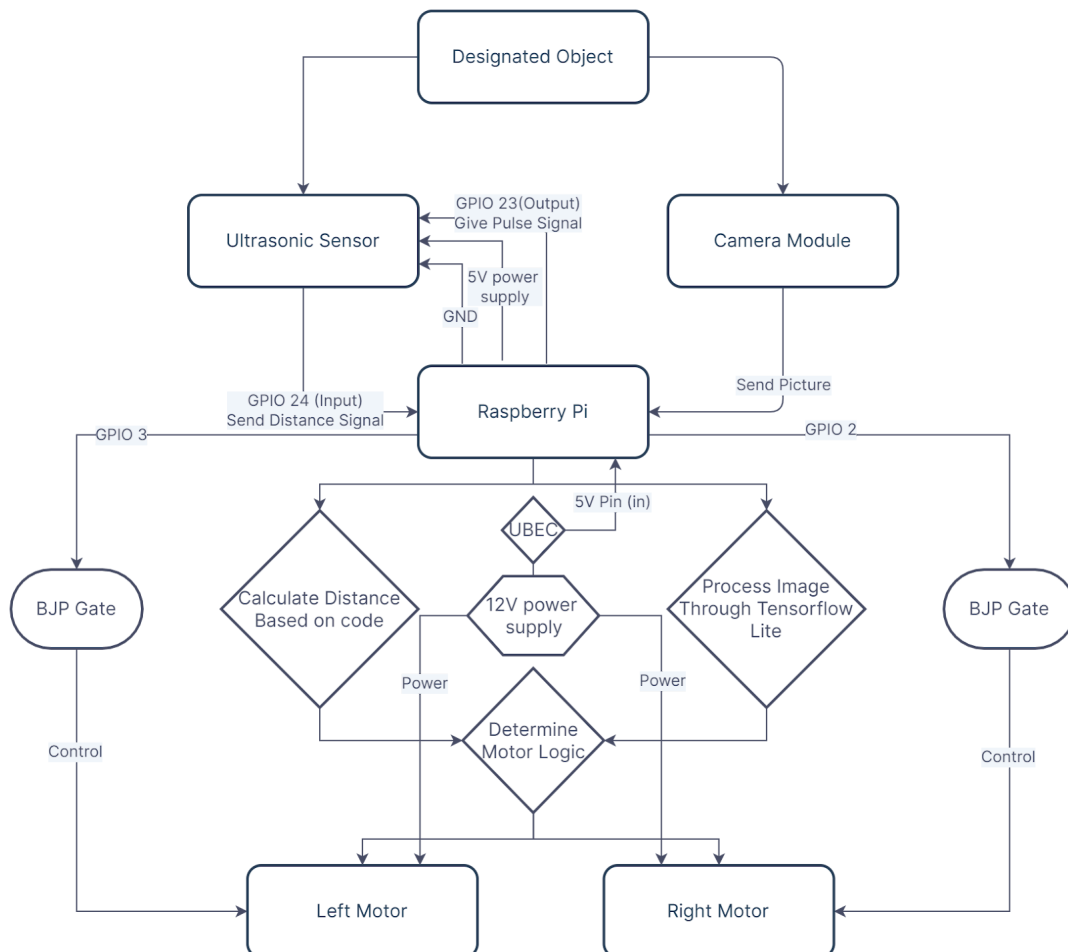 Designated Object
GPIO 23(Output)
Give Pulse Signal
Ultrasonic Sensor
Camera Module
5V power
supply
GND
Send Picture
GPIO 24 (Input)
Send Distance Signal
Raspberry Pi
GPIO 3
GPIO 2
5V Pin (in)
UBEC
BJP Gate
Calculate Distance
Based on code
12V power
supply
Process Image
Through Tensorflow
Lite
BJP Gate
Power
Power
Determine
Motor Logic
Control
Control
Left Motor
Right Motor